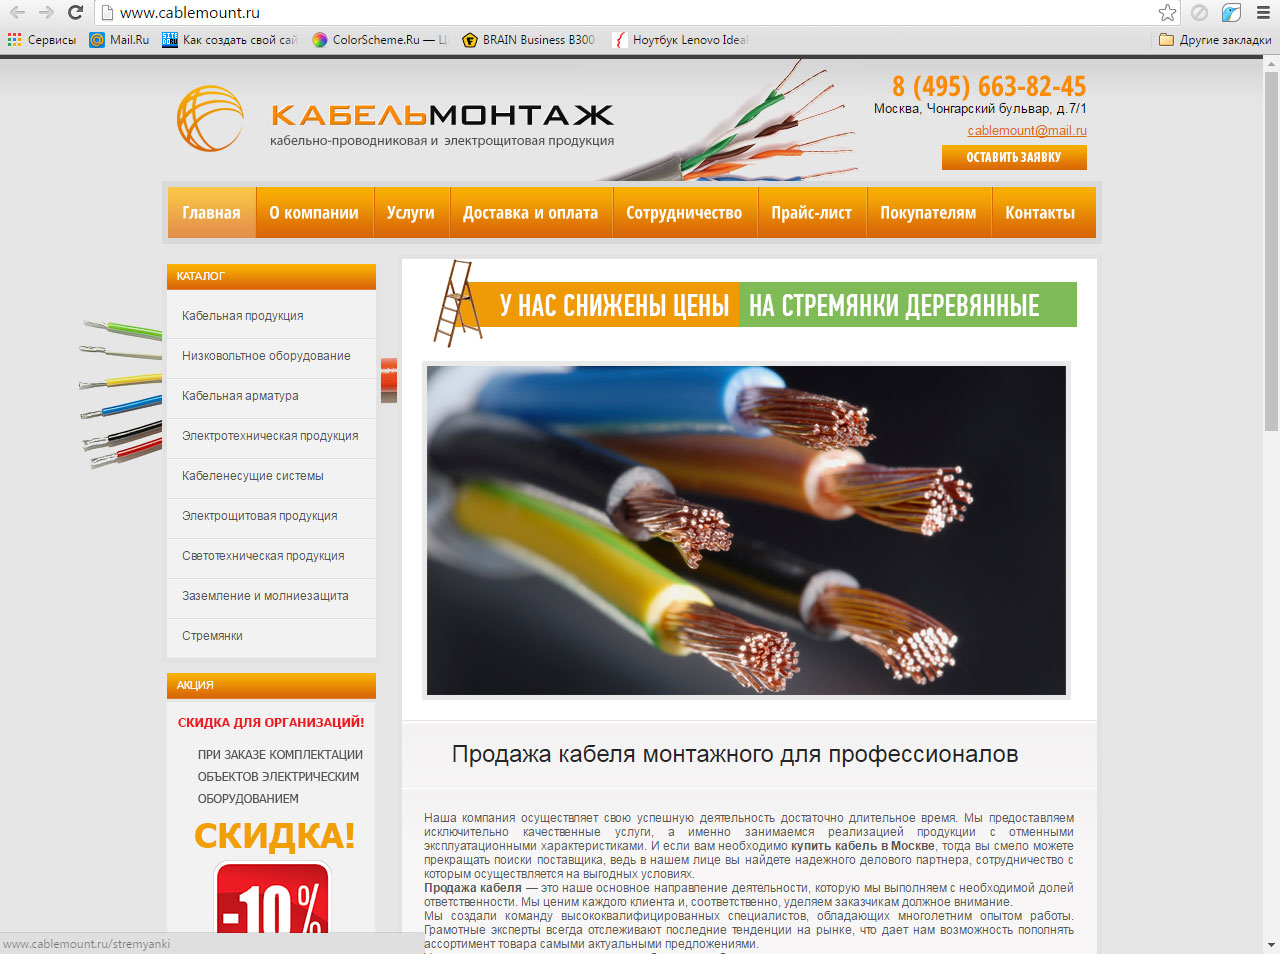 www.cablemount.ru
Сервисы
Mail.Ru
Как создать свой сай
ColorScheme.Ru — Ц
BRAIN Business B300
Ноутбук Lenovo Idea
Другие закладки
КАБЕЛЬМОНТАЖ
кабельно-проводниковая и электрощитовая продукция
8 (495) 663-82-45
Москва, Чонгарский бульвар, д.7/1
cablemount@mail.ru
ОСТАВИТЬ ЗАЯВКУ
Главная
О компании
Услуги
Доставка и оплата
Сотрудничество
Прайс-лист
Покупателям
Контакты
КАТАЛОГ
Кабельная продукция
Низковольтное оборудование
Кабельная арматура
Электротехническая продукция
Кабеленесущие системы
Электрощитовая продукция
Светотехническая продукция
Заземление и молниезащита
Стремянки
АКЦИЯ
СКИДКА ДЛЯ ОРГАНИЗАЦИЙ!
ПРИ ЗАКАЗЕ КОМПЛЕКТАЦИИ
ОБЪЕКТОВ ЭЛЕКТРИЧЕСКИМ
ОБОРУДОВАНИЕМ
СКИДКА!
-10%
У НАС СНИЖЕНЫ ЦЕНЫ НА СТРЕМЯНКИ ДЕРЕВЯННЫЕ
Продажа кабеля монтажного для профессионалов
Наша компания осуществляет свою успешную деятельность достаточно длительное время. Мы предоставляем
исключительно качественные услуги, а именно занимаемся реализацией продукции с отменными
эксплуатационными характеристиками. И если вам необходимо купить кабель в Москве, тогда вы смело можете
прекращать поиски поставщика, ведь в нашем лице вы найдете надежного делового партнера, сотрудничество с
которым осуществляется на выгодных условиях.
Продажа кабеля — это наше основное направление деятельности, которую мы выполняем с необходимой долей
ответственности. Мы ценим каждого клиента и, соответственно, уделяем заказчикам должное внимание.
Мы создали команду высококвалифицированных специалистов, обладающих многолетним опытом работы.
Грамотные эксперты всегда отслеживают последние тенденции на рынке, что дает нам возможность пополнять
ассортимент товара самыми актуальными предложениями.
www.cablemount.ru/stremyanki